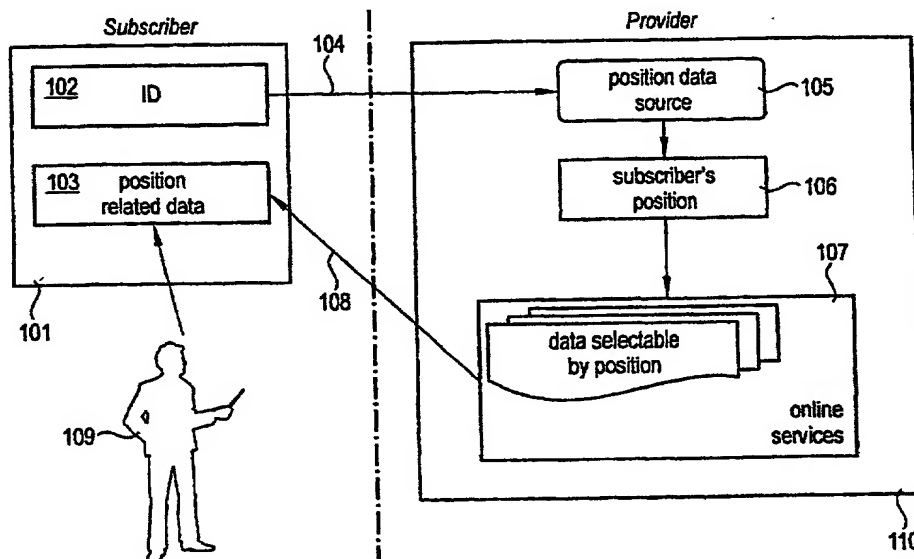 Subscriber
Provider
104
102
ID
position data
source
105
103
position
related data
subscriber's
position
106
107
108
101
data selectable
by position
109
online
services
110